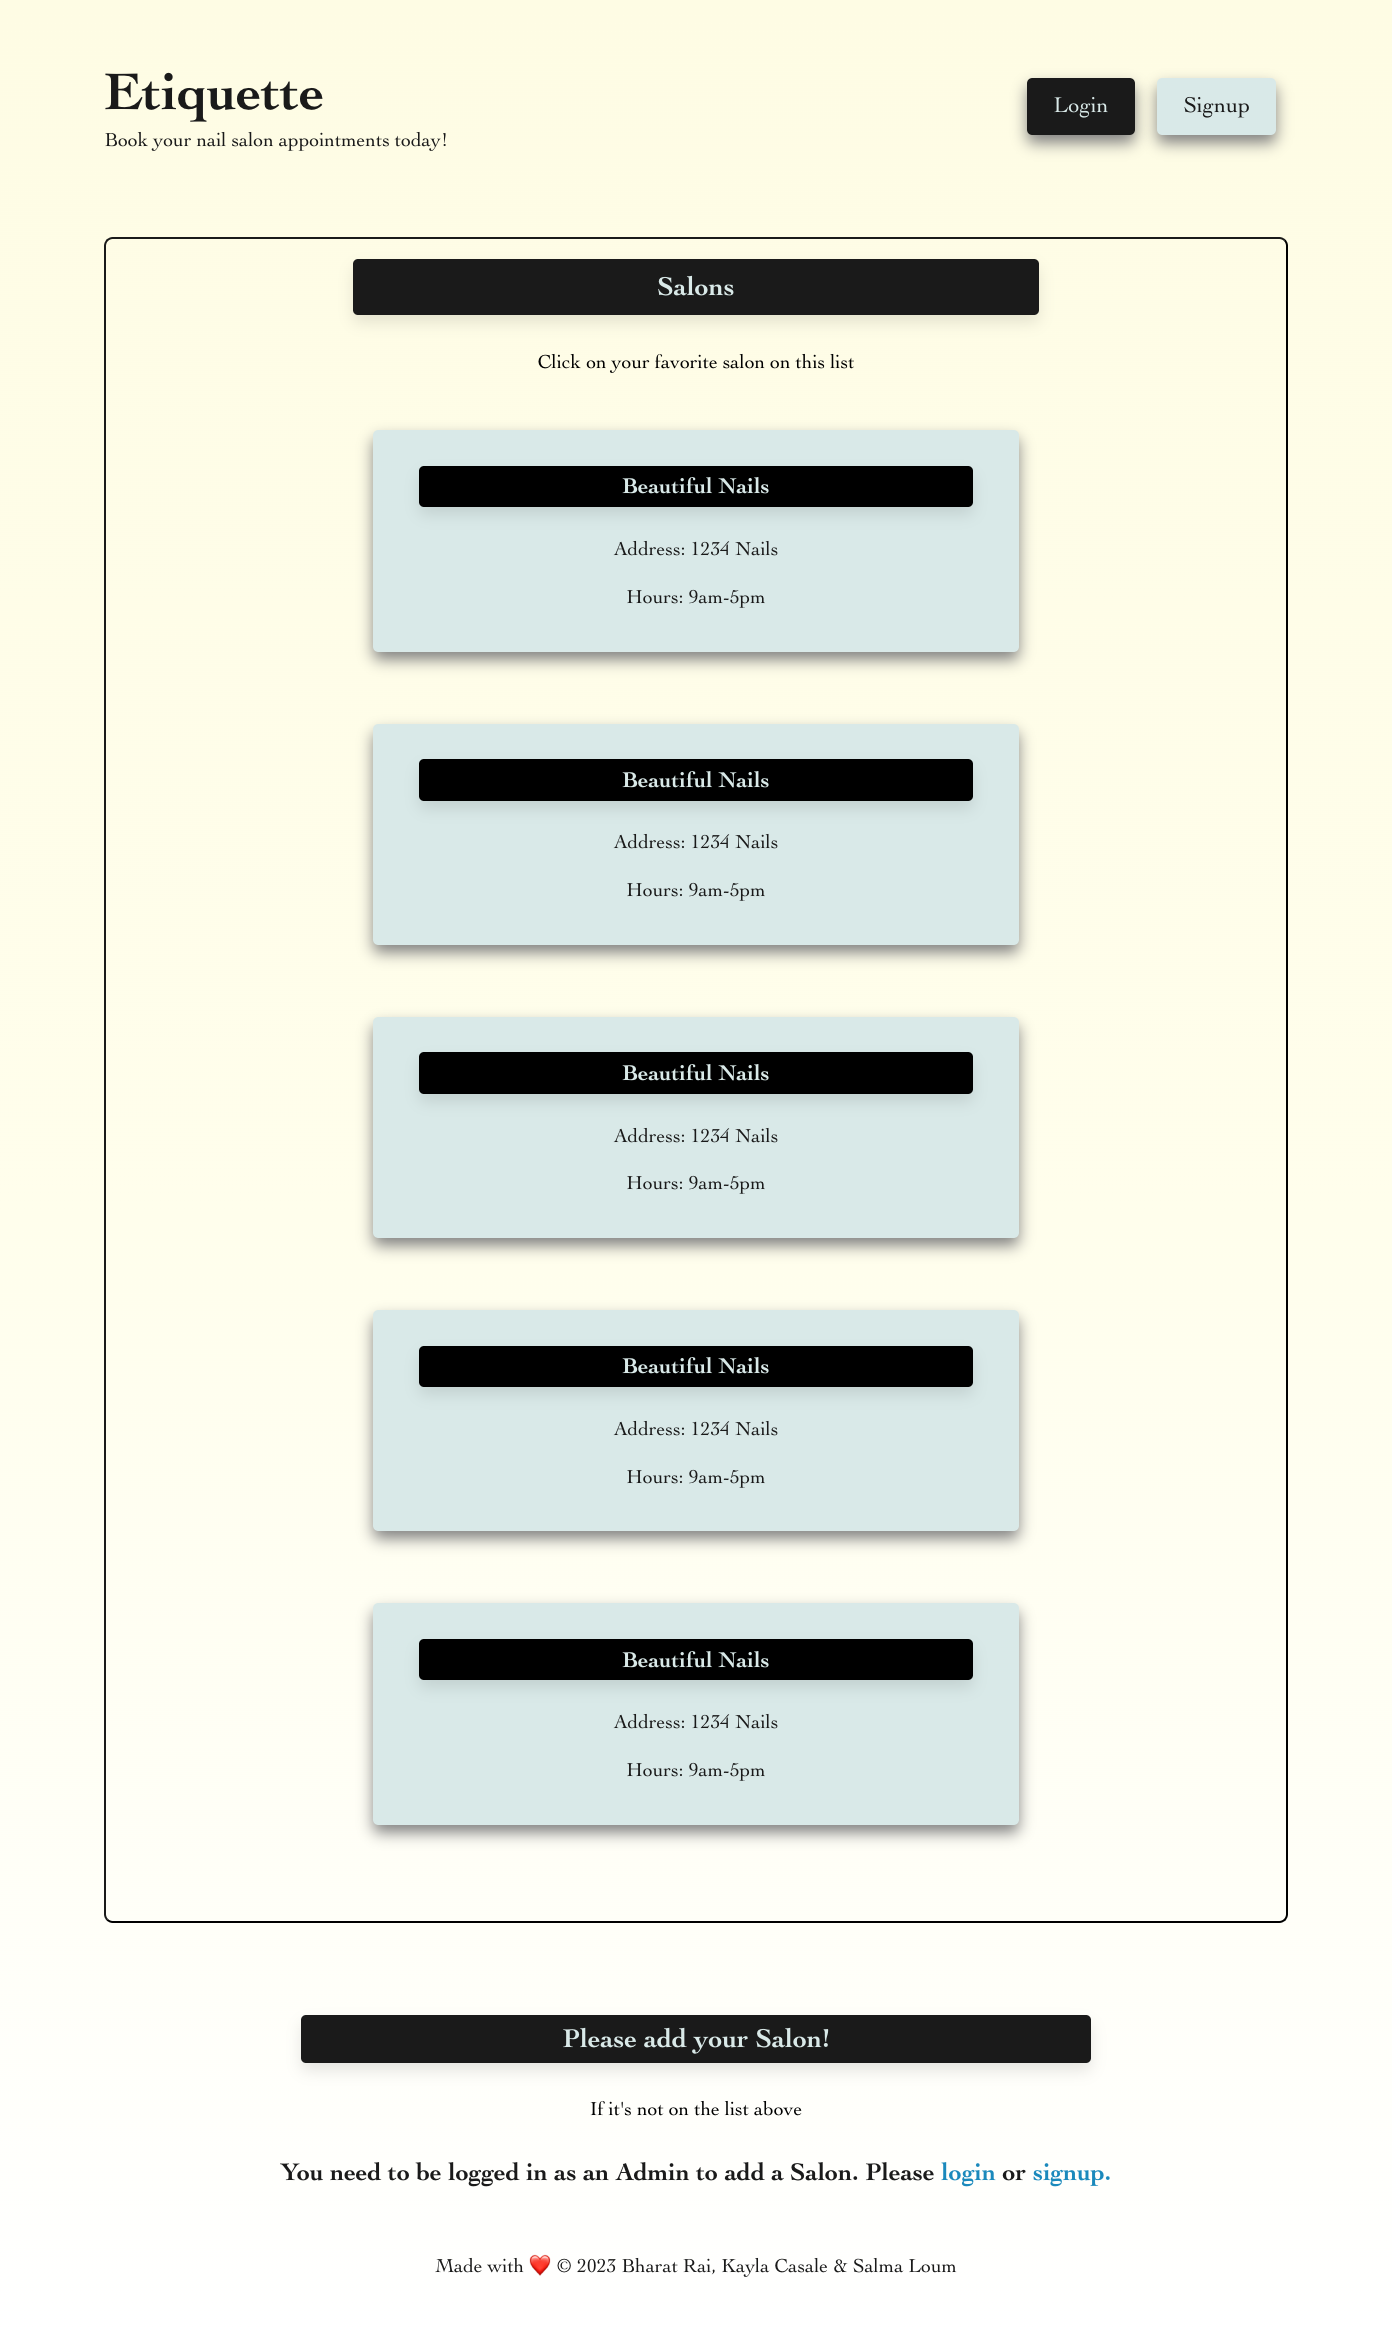 Etiquette
Book your nail salon appointments today!
Login
Signup
Salons
Click on your favorite salon on this list
Beautiful Nails
Address: 1234 Nails
Hours: 9am-5pm
Beautiful Nails
Address: 1234 Nails
Hours: 9am-5pm
Beautiful Nails
Address: 1234 Nails
Hours: 9am-5pm
Beautiful Nails
Address: 1234 Nails
Hours: 9am-5pm
Beautiful Nails
Address: 1234 Nails
Hours: 9am-5pm
Please add your Salon!
If it's not on the list above
You need to be logged in as an Admin to add a Salon. Please login or signup.
Made with ❤️ © 2023 Bharat Rai, Kayla Casale & Salma Loum